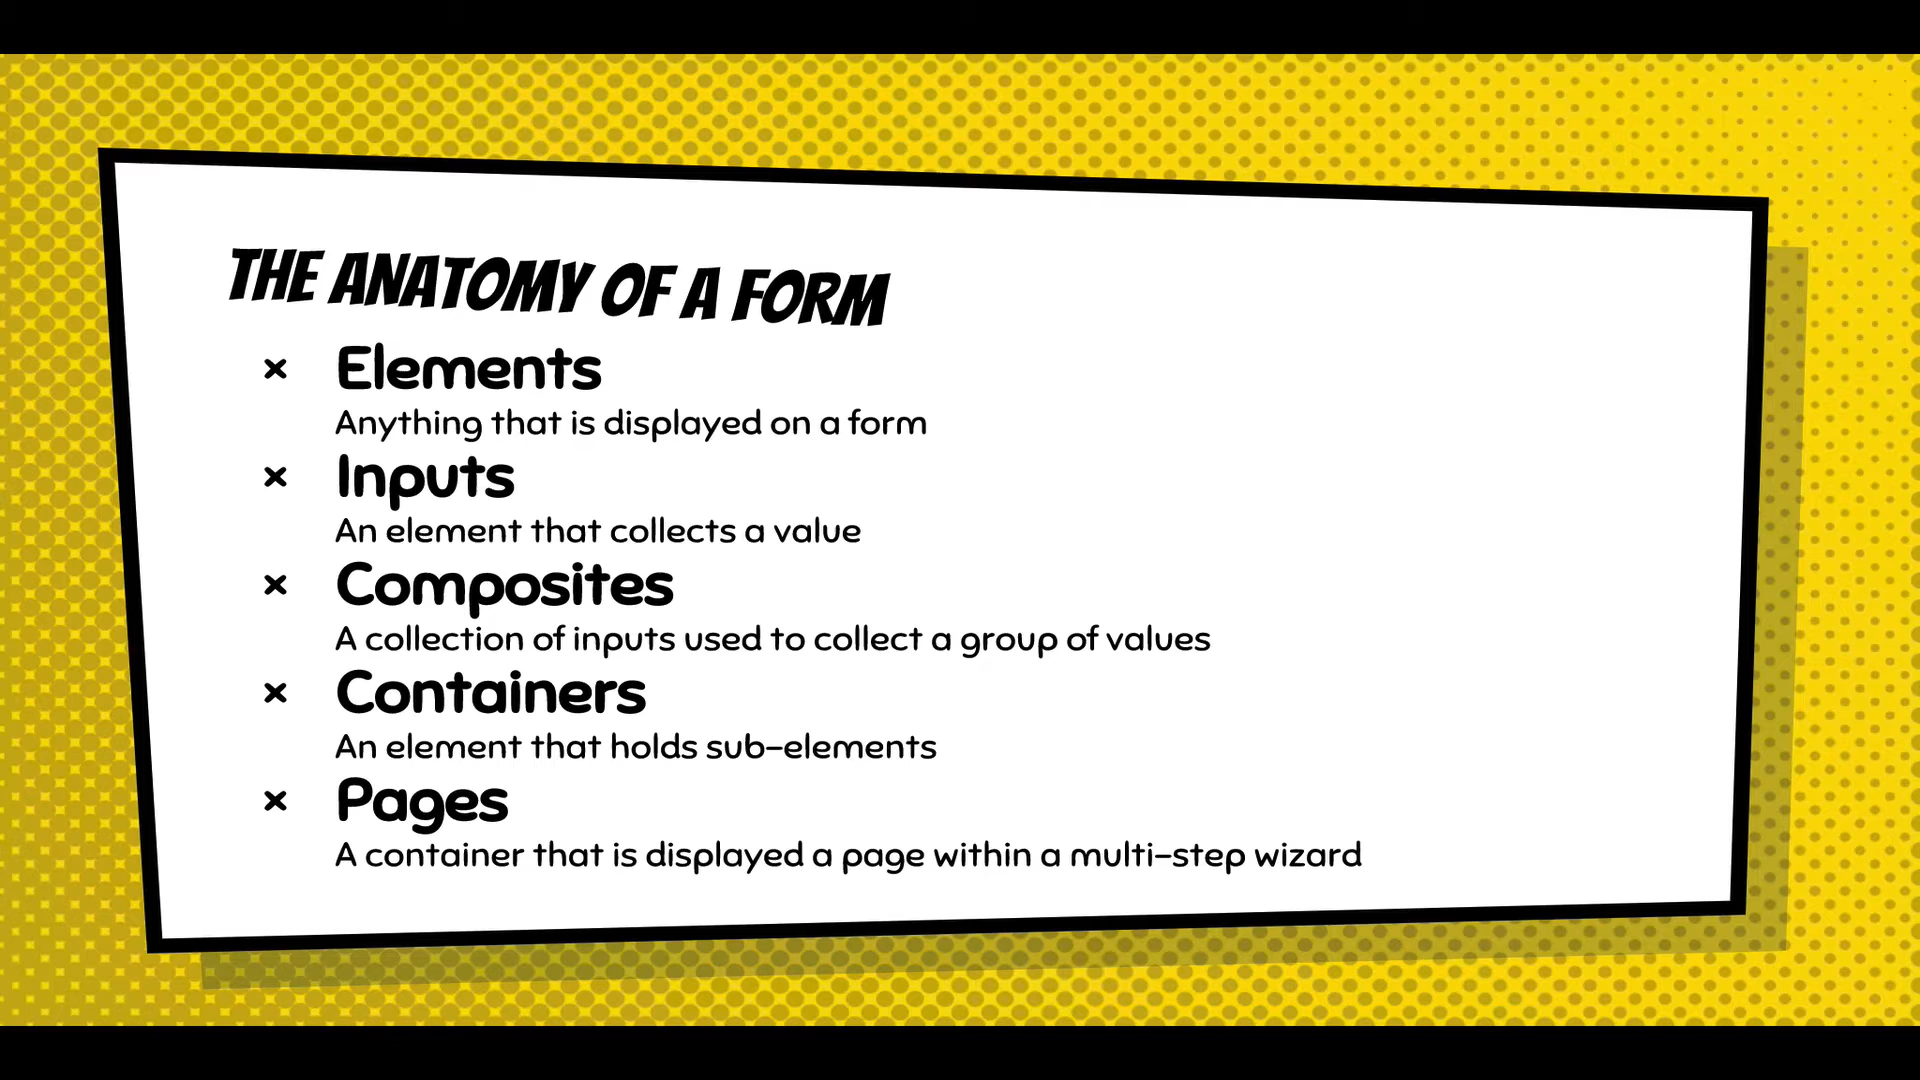 THE ANATOMY OF A FORM
× Elements
Anything that is displayed on a form
× Inputs
An element that collects a value
× Composites
A collection of inputs used to collect a group of values
× Containers
An element that holds sub-elements
× Pages
A container that is displayed a page within a multi-step wizard